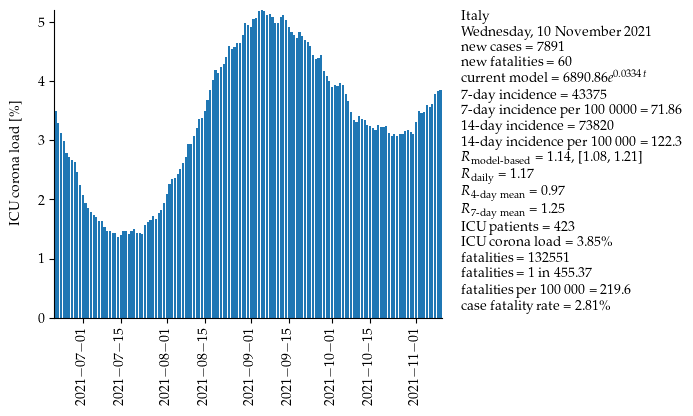 ICU corona load [%]
5
4
3
2
1
0
2021−07−01
2021−07−15
2021−08−01
2021−08−15
2021−09−01
2021−09−15
2021−10−01
2021−10−15
2021−11−01
Italy
Wednesday, 10 November 2021
new cases = 7891
new fatalities = 60
current model = 6890.86e^0.0334 t
7-day incidence = 43375
7-day incidence per 100 0000 = 71.86
14-day incidence = 73820
14-day incidence per 100 000 = 122.3
R model-based = 1.14, [1.08, 1.21]
R daily = 1.17
R 4-day mean = 0.97
R 7-day mean = 1.25
ICU patients = 423
ICU corona load = 3.85%
fatalities = 132551
fatalities = 1 in 455.37
fatalities per 100 000 = 219.6
case fatality rate = 2.81%